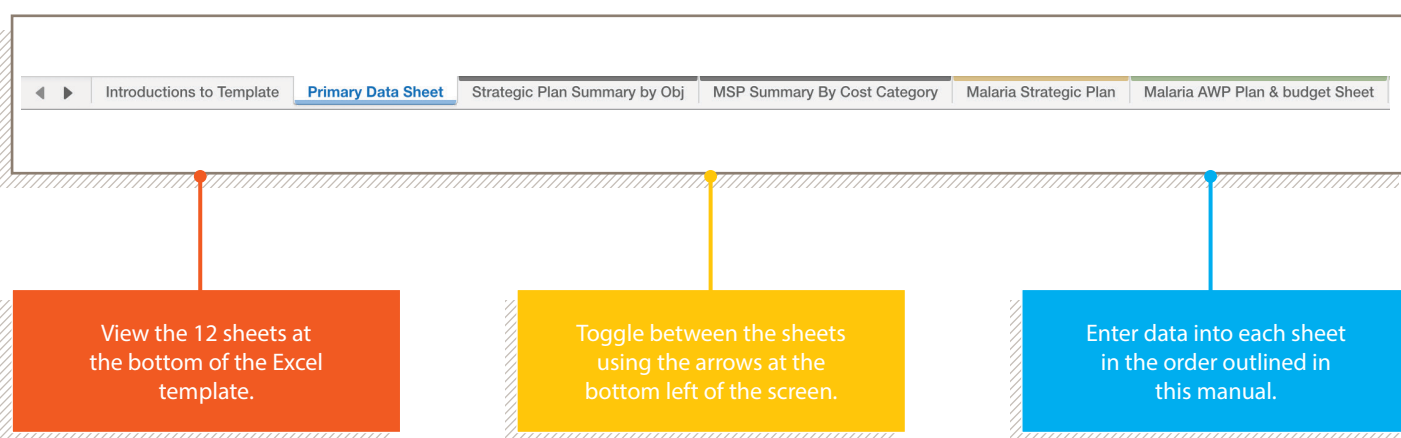 Introductions to Template Primary Data Sheet Strategic Plan Summary by Obj MSP Summary By Cost Category Malaria Strategic Plan Malaria AWP Plan & budget Sheet
View the 12 sheets at
the bottom of the Excel
template.
Toggle between the sheets
using the arrows at the
bottom left of the screen.
Enter data into each sheet
in the order outlined in
this manual.